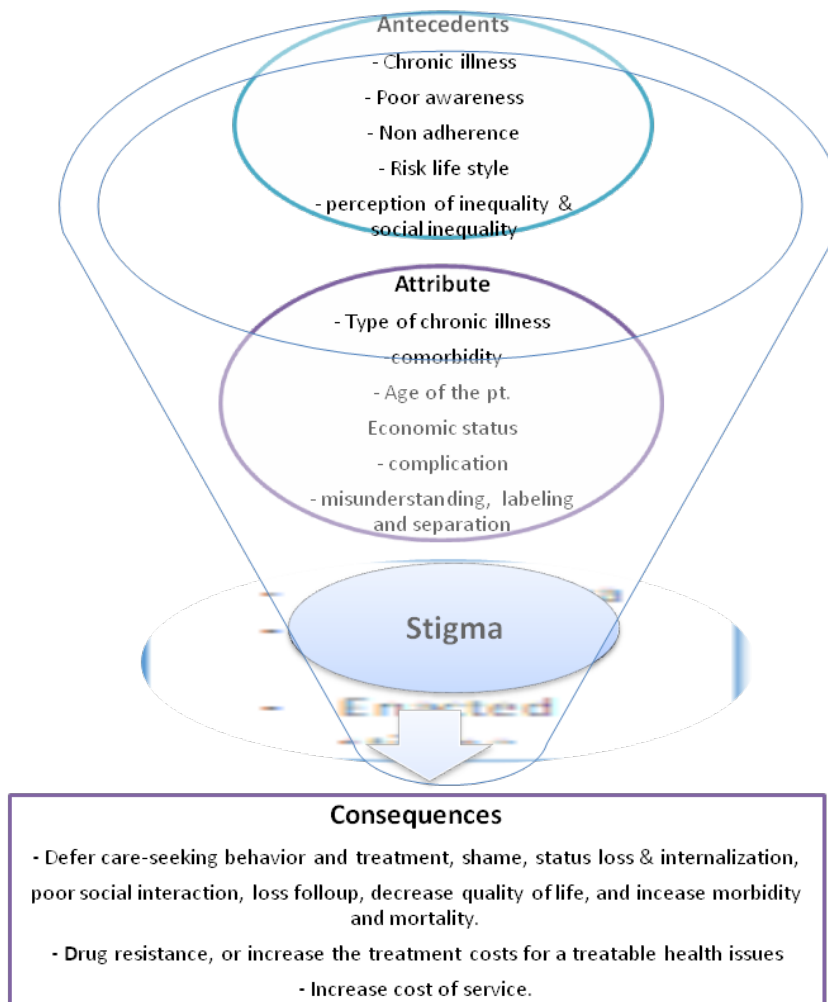 Antecedents
- Chronic illness
- Poor awareness
- Non adherence
- Risk life style
- perception of inequality &
social inequality
Attribute
- Type of chronic illness
-comorbidity
- Age of the pt.
Economic status
- complication
- misunderstanding, labeling
and separation
Stigma
- Enacted
Consequences
- Defer care-seeking behavior and treatment, shame, status loss & internalization,
poor social interaction, loss folloup, decrease quality of life, and incease morbidity
and mortality.
- Drug resistance, or increase the treatment costs for a treatable health issues
- Increase cost of service.